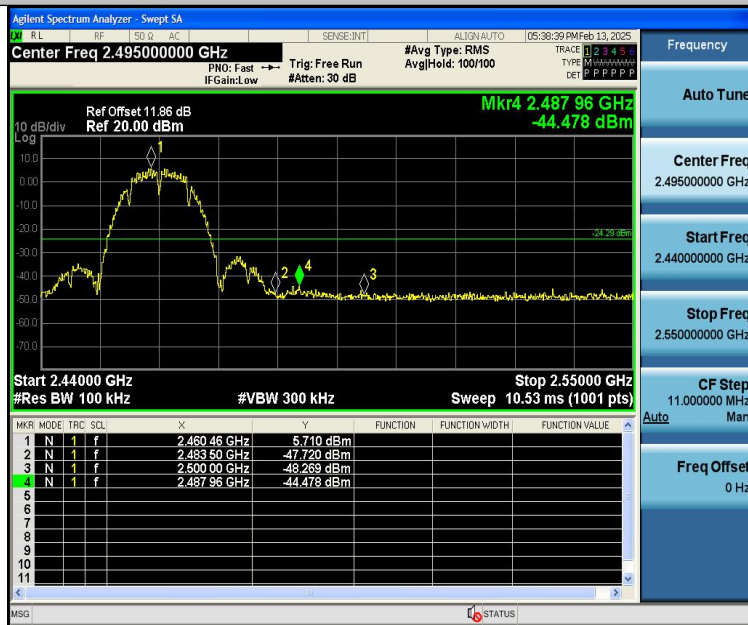 Agilent Spectrum Analyzer - Swept SA
LXI RL RF 50 Ω AC SENSE:INT ALIGN AUTO 05:38:39 PM Feb 13, 2025
Center Freq 2.495000000 GHz
PNO: Fast
IFGain:Low
Trig: Free Run
#Atten: 30 dB
#Avg Type: RMS
Avg|Hold: 100/100
TRACE 1 2 3 4 5 6
TYPE M
DET P P P P P P
Ref Offset 11.86 dB
Ref 20.00 dBm
10 dB/div
Log
Mkr4 2.487 96 GHz
-44.478 dBm
10.0
0.00
-10.0
-20.0
-30.0
-40.0
-50.0
-60.0
-70.0
1
2
4
3
-24.29 dBm
Start 2.44000 GHz
Stop 2.55000 GHz
#Res BW 100 kHz
#VBW 300 kHz
Sweep 10.53 ms (1001 pts)
MKR MODE TRC SCL X Y FUNCTION FUNCTION WIDTH FUNCTION VALUE
1 N 1 f 2.460 46 GHz 5.710 dBm
2 N 1 f 2.483 50 GHz -47.720 dBm
3 N 1 f 2.500 00 GHz -48.269 dBm
4 N 1 f 2.487 96 GHz -44.478 dBm
5
6
7
8
9
10
11
MSG
STATUS
Frequency
Auto Tune
Center Freq
2.495000000 GHz
Start Freq
2.440000000 GHz
Stop Freq
2.550000000 GHz
CF Step
11.000000 MHz
Auto Man
Freq Offset
0 Hz